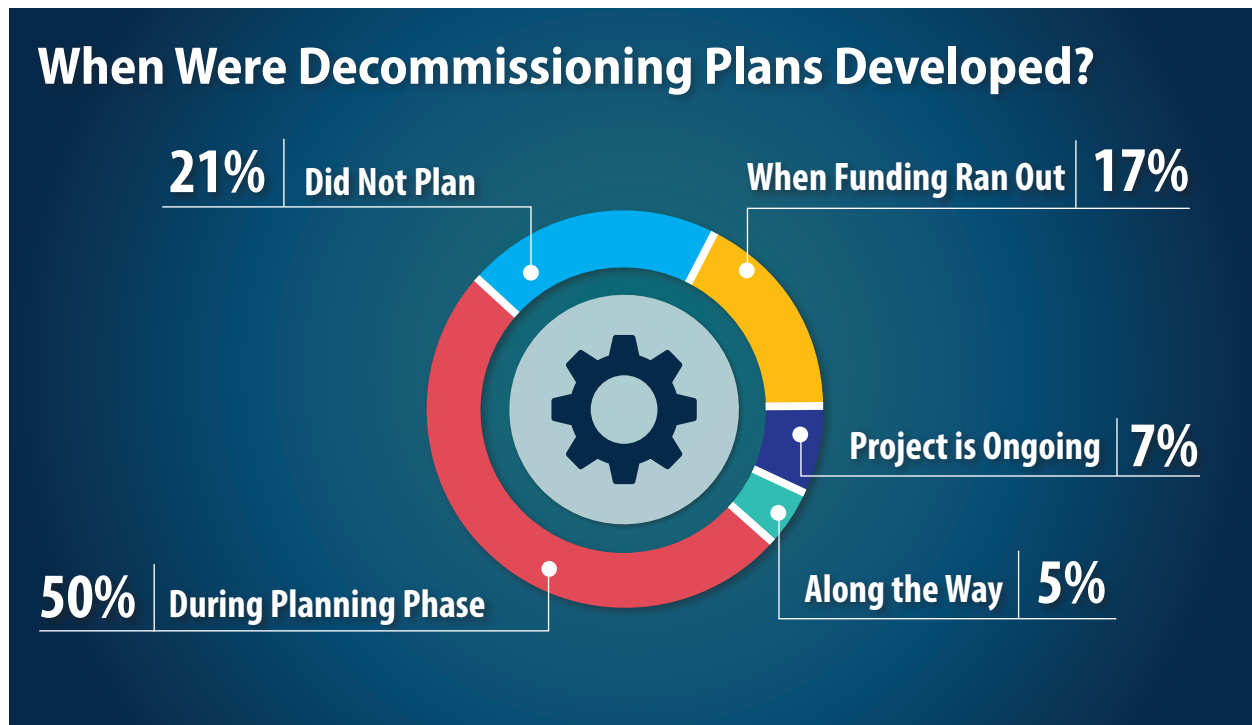 When Were Decommissioning Plans Developed?
21% Did Not Plan
When Funding Ran Out 17%
Project is Ongoing 7%
Along the Way 5%
50% During Planning Phase